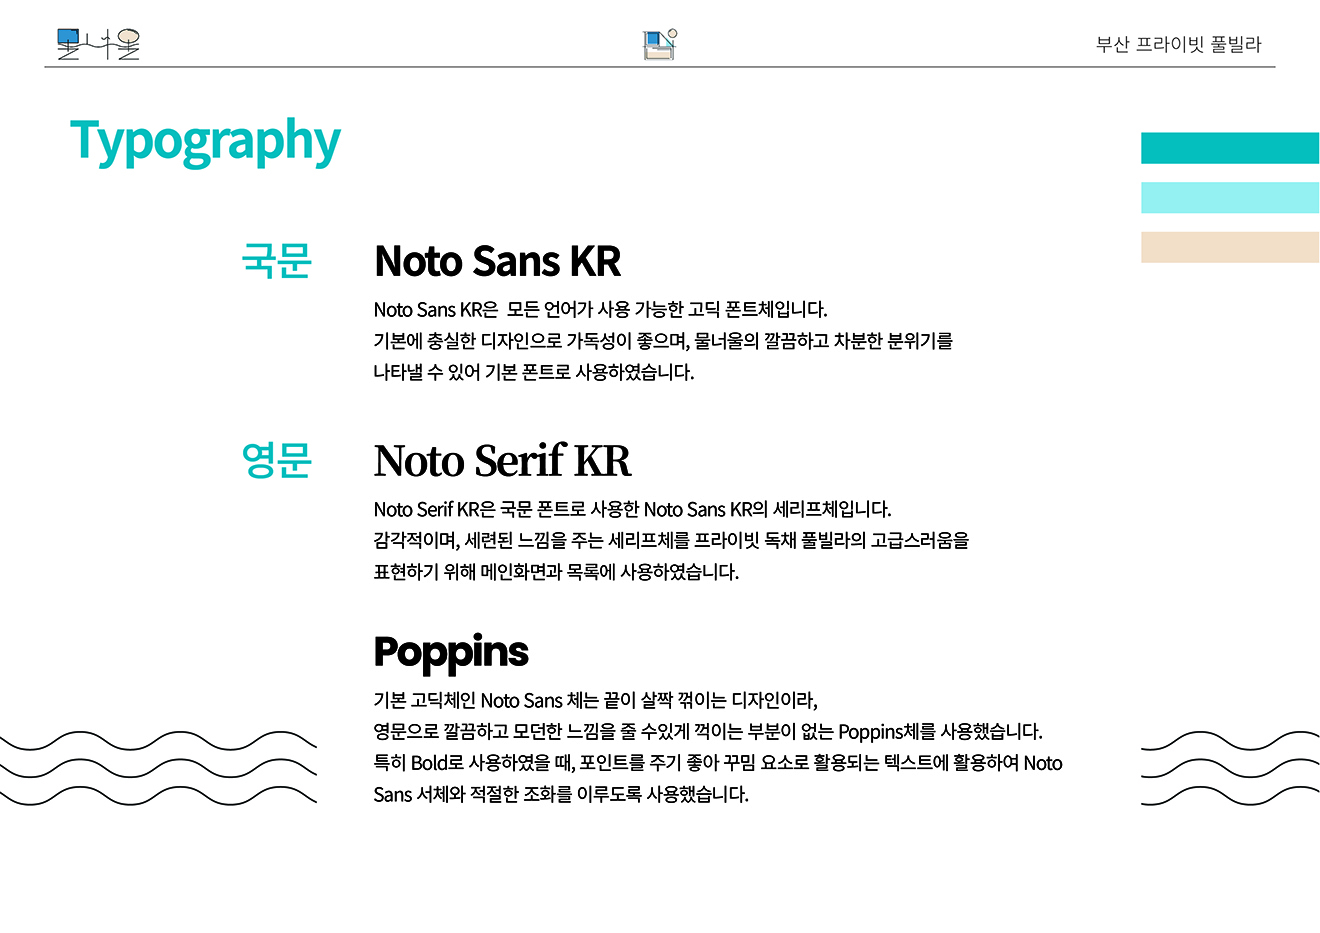 물너울
부산 프라이빗 풀빌라
Typography
국문
Noto Sans KR
Noto Sans KR은 모든 언어가 사용 가능한 고딕 폰트체입니다.
기본에 충실한 디자인으로 가독성이 좋으며, 물너울의 깔끔하고 차분한 분위기를
나타낼 수 있어 기본 폰트로 사용하였습니다.
영문
Noto Serif KR
Noto Serif KR은 국문 폰트로 사용한 Noto Sans KR의 세리프체입니다.
감각적이며, 세련된 느낌을 주는 세리프체를 프라이빗 독채 풀빌라의 고급스러움을
표현하기 위해 메인화면과 목록에 사용하였습니다.
Poppins
기본 고딕체인 Noto Sans 체는 끝이 살짝 꺾이는 디자인이라,
영문으로 깔끔하고 모던한 느낌을 줄 수있게 꺽이는 부분이 없는 Poppins체를 사용했습니다.
특히 Bold로 사용하였을 때, 포인트를 주기 좋아 꾸밈 요소로 활용되는 텍스트에 활용하여 Noto
Sans 서체와 적절한 조화를 이루도록 사용했습니다.